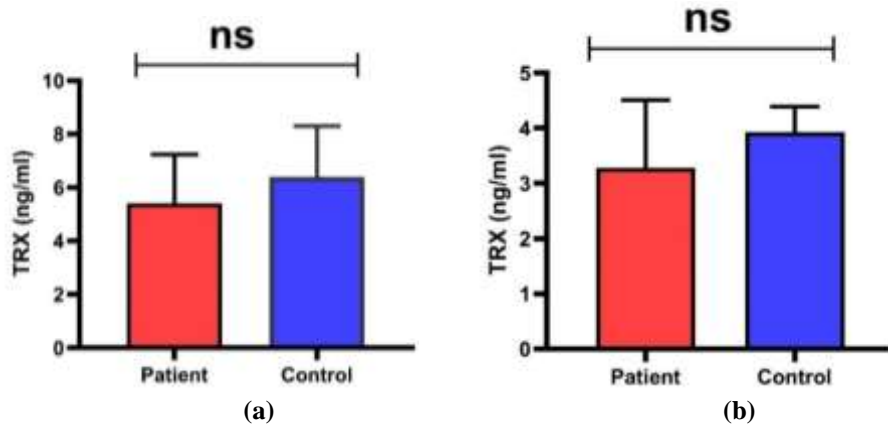 ns
TRX (ng/ml)
10
8
6
4
2
0
Patient Control
(a)
ns
TRX (ng/ml)
5
4
3
2
1
0
Patient Control
(b)